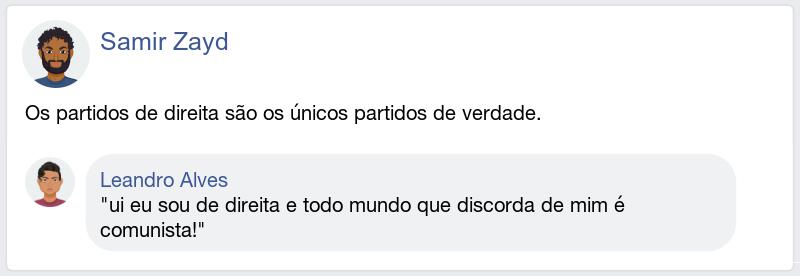 Samir Zayd
Os partidos de direita são os únicos partidos de verdade.
Leandro Alves
"ui eu sou de direita e todo mundo que discorda de mim é
comunista!"